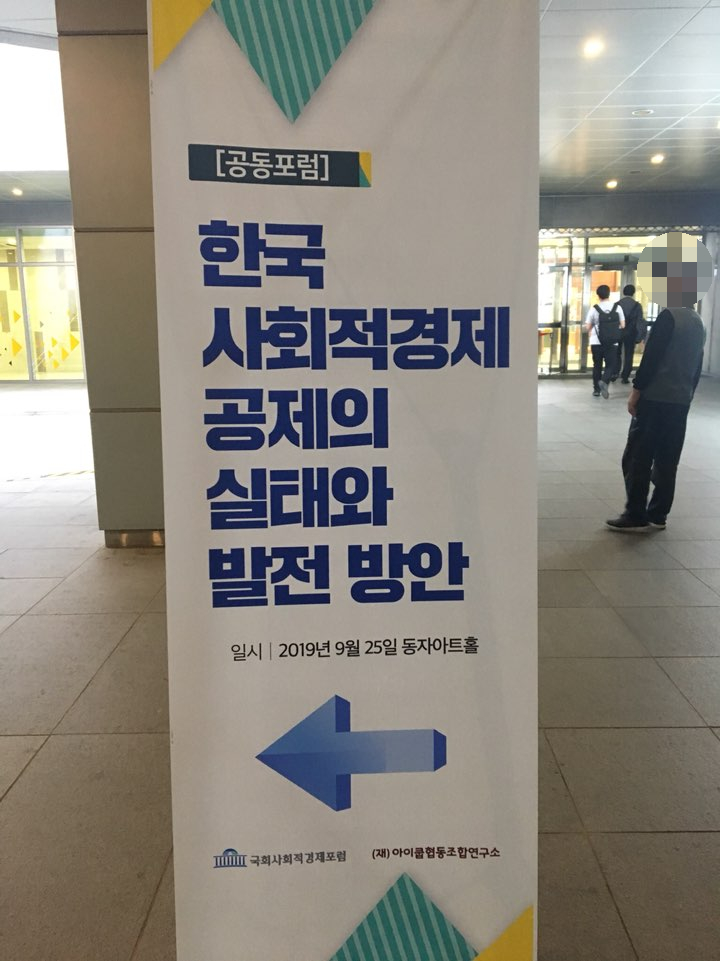 [공동포럼]
한국
사회적경제
공제의
실태와
발전 방안
일시 | 2019년 9월 25일 동자아트홀
국회사회적경제포럼
(재) 아이쿱협동조합연구소